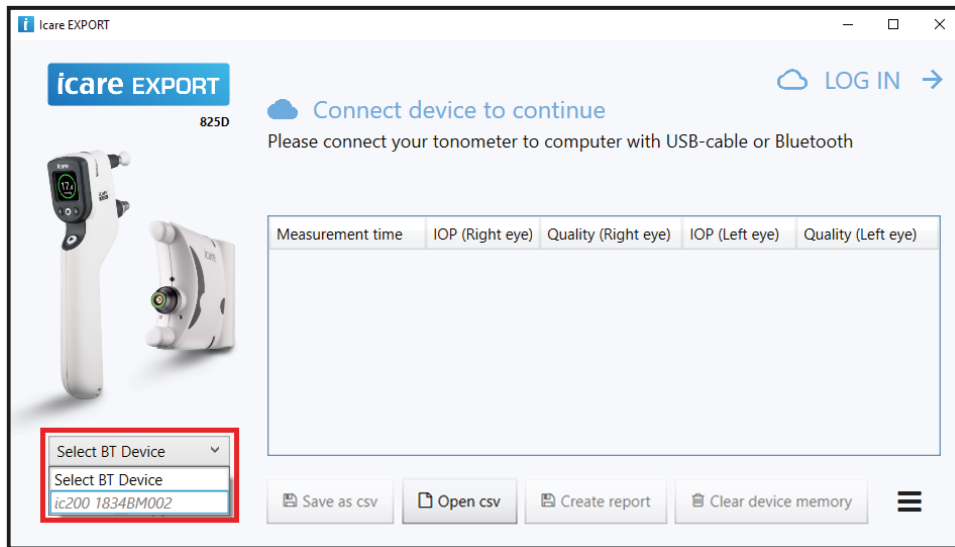 Icare EXPORT
icare EXPORT
825D
LOG IN
Connect device to continue
Please connect your tonometer to computer with USB-cable or Bluetooth
Measurement time IOP (Right eye) Quality (Right eye) IOP (Left eye) Quality (Left eye)
icare
Select BT Device
Select BT Device
ic200 1834BM002
Save as csv Open csv Create report Clear device memory